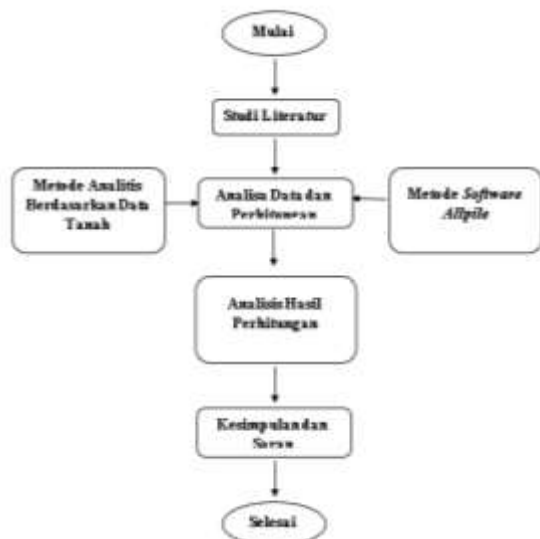 Mulai
Studi Literatur
Metode Analitis
Berdasarkan Data
Tanah
Analisa Data dan
Perhitungan
Metode Software
Allpile
Analisis Hasil
Perhitungan
Kesimpulan dan
Saran
Selesai